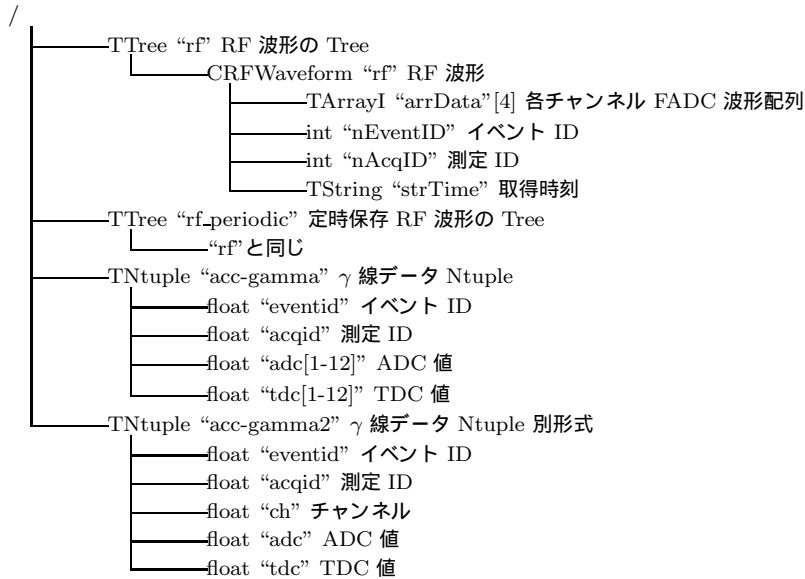 /
TTree “rf” RF 波形の Tree
CRFWaveform “rf” RF 波形
TArrayI “arrData”[4] 各チャンネル FADC 波形配列
int “nEventID” イベント ID
int “nAcqID” 測定 ID
TString “strTime” 取得時刻
TTree “rf_periodic” 定時保存 RF 波形の Tree
“rf”と同じ
TNtuple “acc-gamma” γ 線データ Ntuple
float “eventid” イベント ID
float “acqid” 測定 ID
float “adc[1-12]” ADC 値
float “tdc[1-12]” TDC 値
TNtuple “acc-gamma2” γ 線データ Ntuple 別形式
float “eventid” イベント ID
float “acqid” 測定 ID
float “ch” チャンネル
float “adc” ADC 値
float “tdc” TDC 値